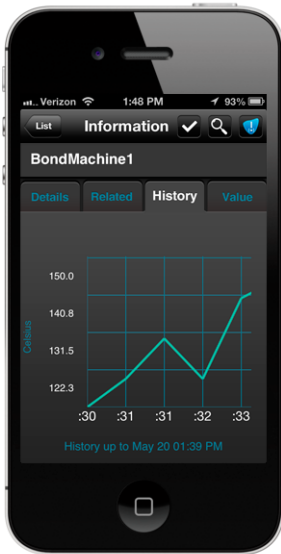 Verizon 1:48 PM 93%
List Information
BondMachine1
Details Related History Value
150.0
140.8
131.5
122.3
Celsius
:30 :31 :31 :32 :33
History up to May 20 01:39 PM